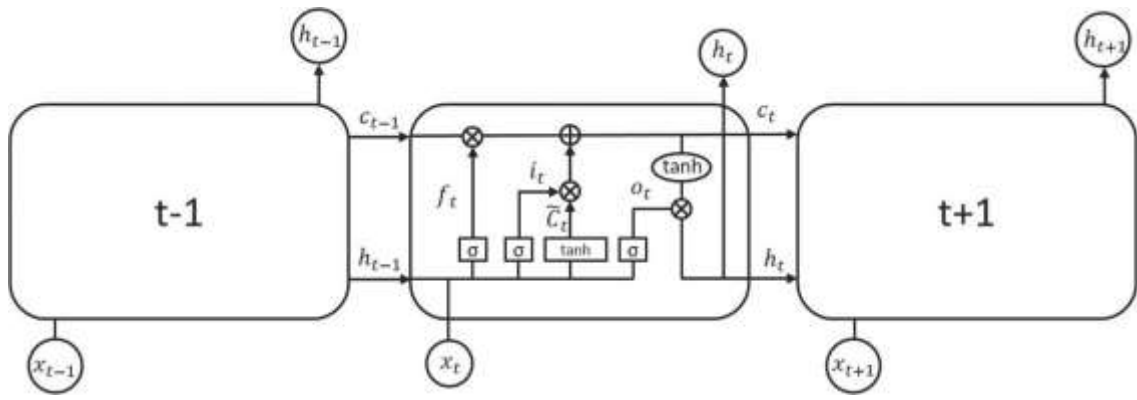 h_{t-1}
h_t
h_{t+1}
c_{t-1}
c_t
tanh
i_t
f_t
o_t
C̃_t
t-1
t+1
σ
σ
tanh
σ
h_{t-1}
h_t
x_{t-1}
x_t
x_{t+1}